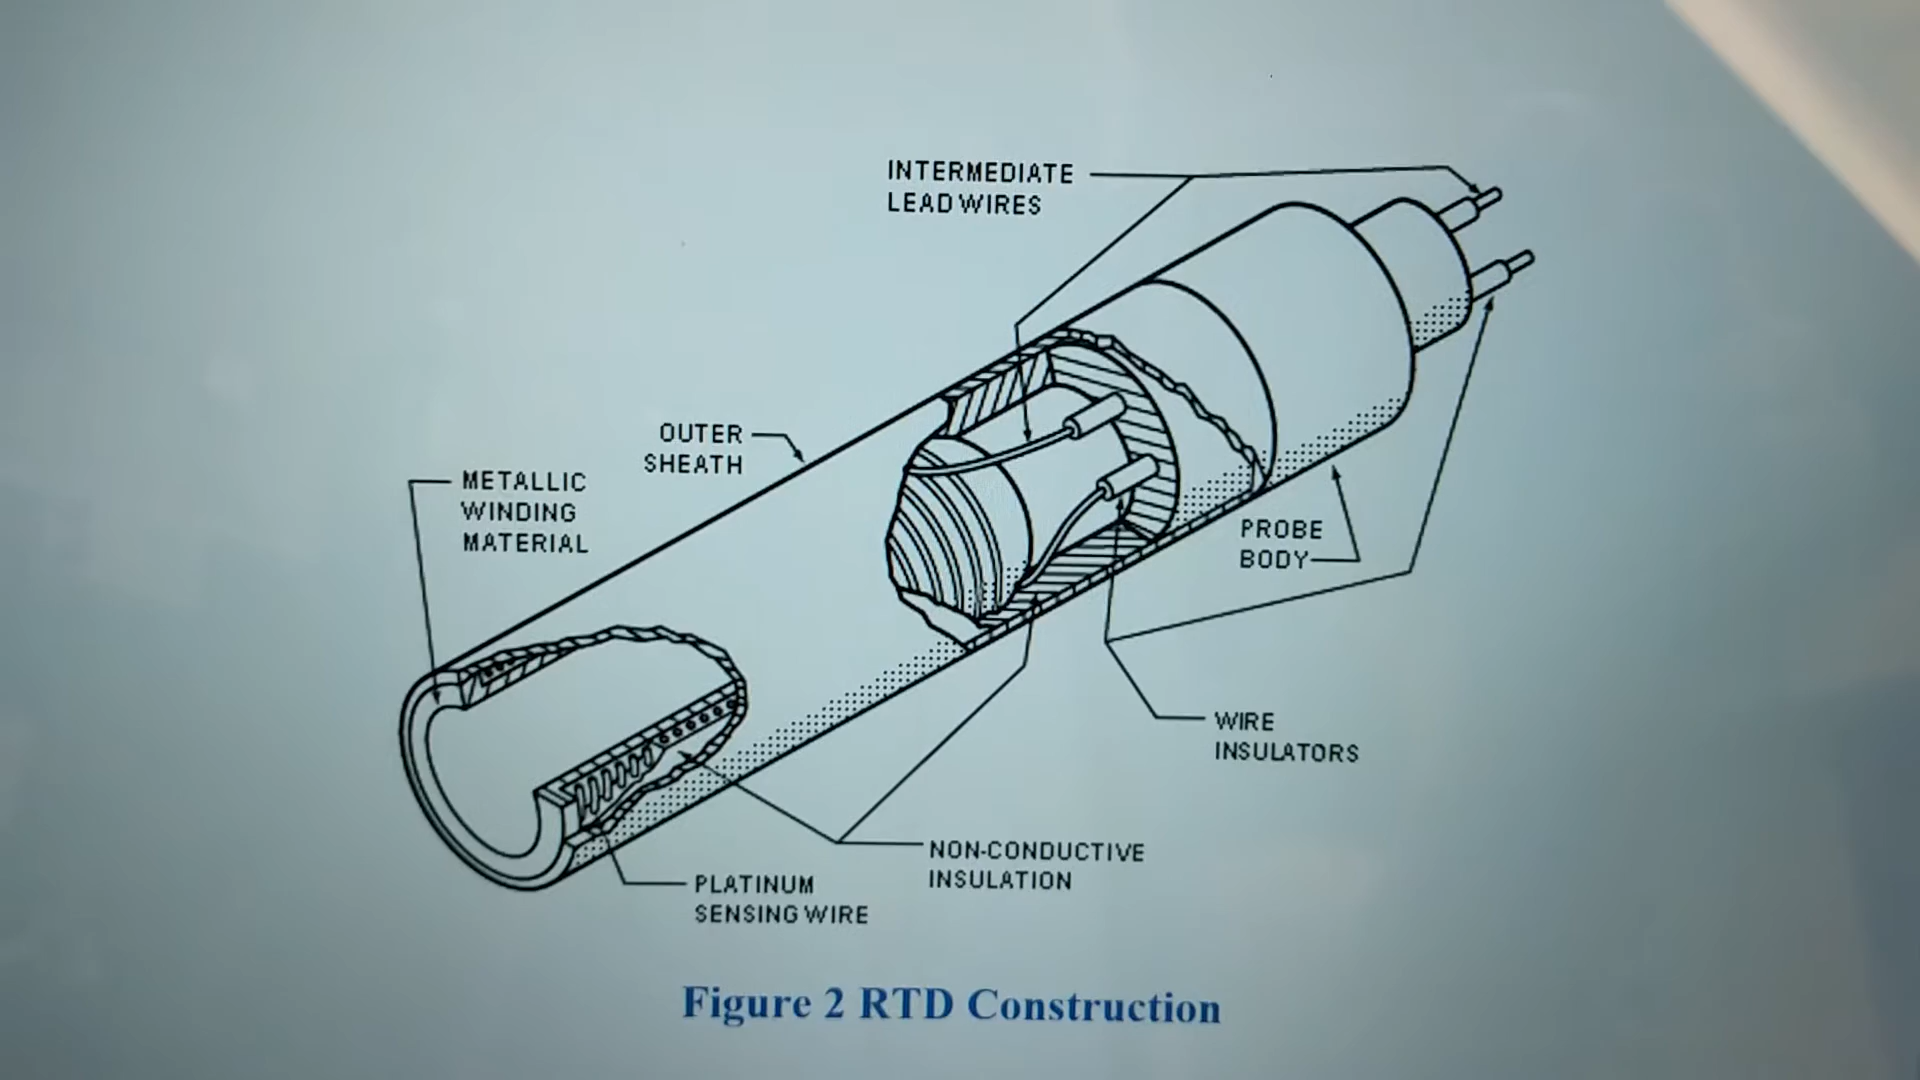 INTERMEDIATE
LEAD WIRES
OUTER
SHEATH
METALLIC
WINDING
MATERIAL
PROBE
BODY
WIRE
INSULATORS
NON-CONDUCTIVE
INSULATION
PLATINUM
SENSING WIRE
Figure 2 RTD Construction